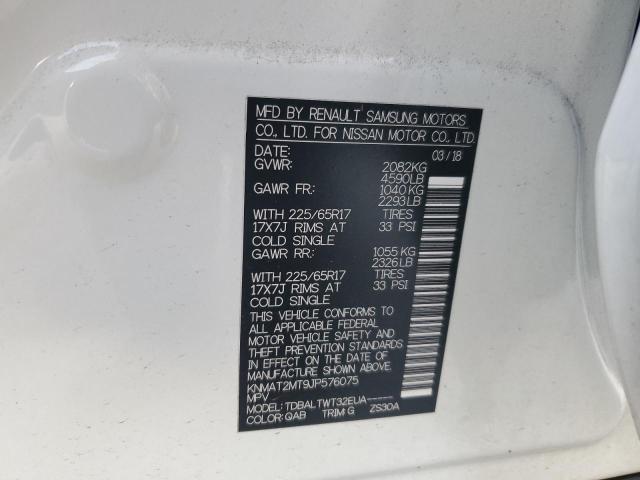 MFD BY RENAULT SAMSUNG MOTORS
CO., LTD. FOR NISSAN MOTOR CO., LTD.
DATE: 03/18
GVWR: 2082KG
4590LB
GAWR FR: 1040KG
2293LB
WITH 225/65R17 TIRES
17X7J RIMS AT 33 PSI
COLD SINGLE
GAWR RR: 1055KG
2326LB
WITH 225/65R17 TIRES
17X7J RIMS AT 33 PSI
COLD SINGLE
THIS VEHICLE CONFORMS TO
ALL APPLICABLE FEDERAL
MOTOR VEHICLE SAFETY AND
THEFT PREVENTION STANDARDS
IN EFFECT ON THE DATE OF
MANUFACTURE SHOWN ABOVE.
KNMAT2MT9JP576075
MPV
MODEL: TDBALTWT32EUA-----
COLOR: QAB TRIM: G ZS30A